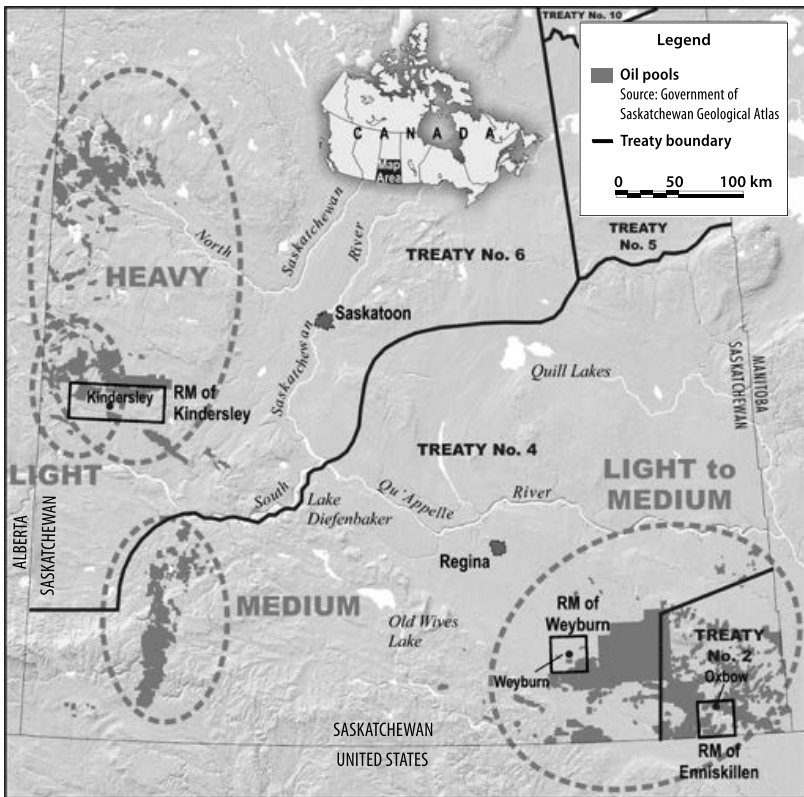 TREATY No. 10
Legend
Oil pools
Source: Government of
Saskatchewan Geological Atlas
Treaty boundary
0 50 100 km
CANADA
Map
Area
TREATY
No. 5
North
Saskatchewan
River
TREATY No. 6
HEAVY
Saskatoon
Saskatchewan
Quill Lakes
MANITOBA
SASKATCHEWAN
Kindersley
RM of
Kindersley
TREATY No. 4
LIGHT
LIGHT to
MEDIUM
South
Lake
Diefenbaker
Qu'Appelle
River
ALBERTA
SASKATCHEWAN
Regina
MEDIUM
Old Wives
Lake
RM of
Weyburn
Weyburn
TREATY
No. 2
Oxbow
RM of
Enniskillen
SASKATCHEWAN
UNITED STATES